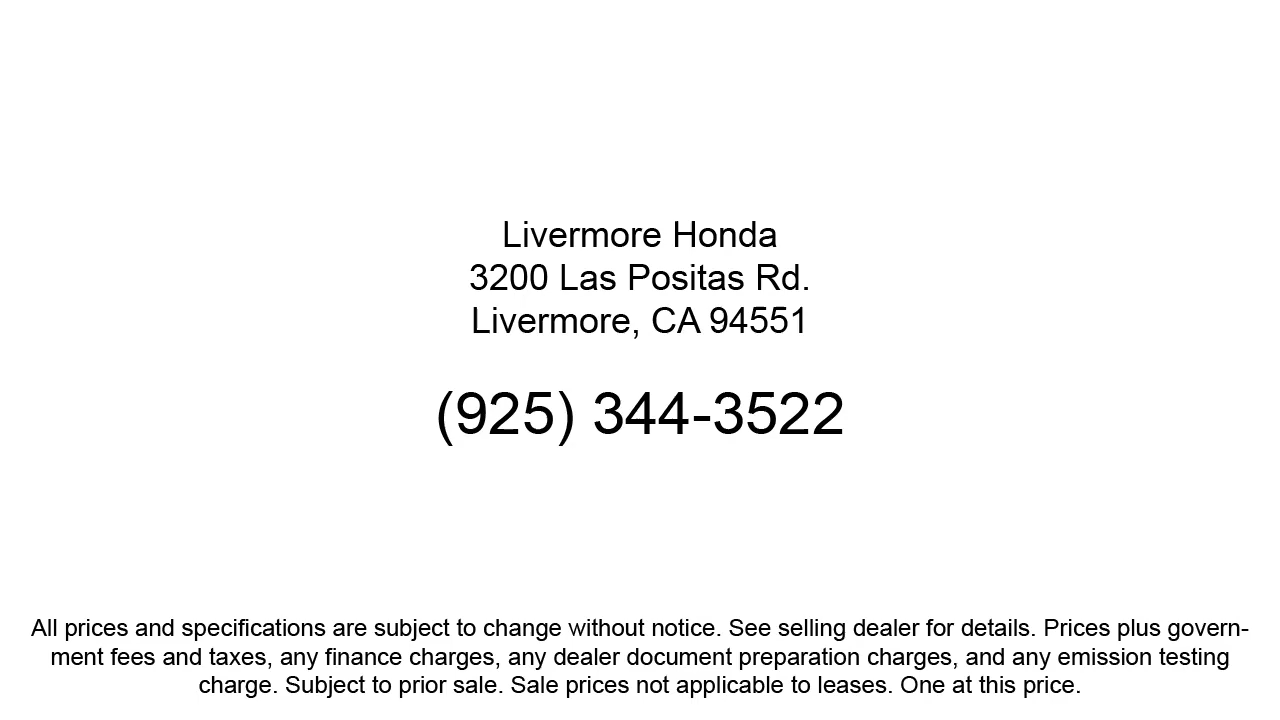 Livermore Honda
3200 Las Positas Rd.
Livermore, CA 94551
(925) 344-3522
All prices and specifications are subject to change without notice. See selling dealer for details. Prices plus govern-
ment fees and taxes, any finance charges, any dealer document preparation charges, and any emission testing
charge. Subject to prior sale. Sale prices not applicable to leases. One at this price.